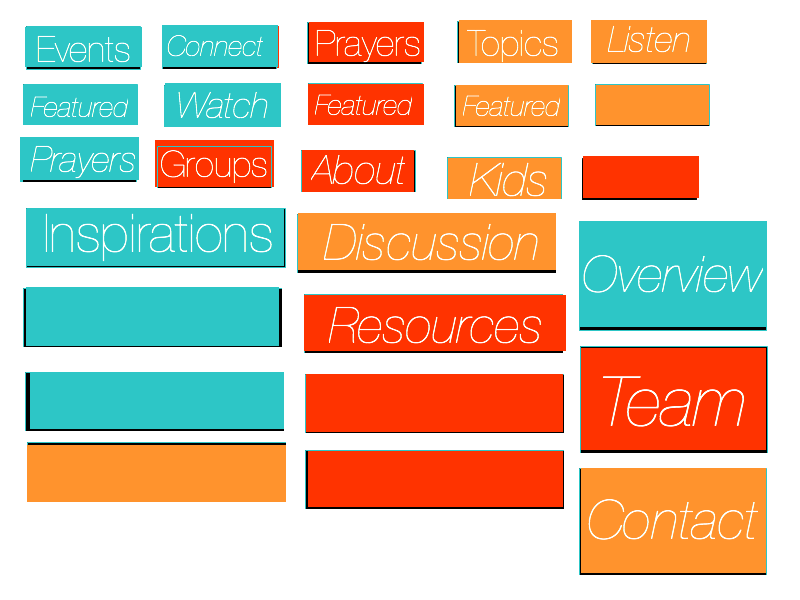 Events
Connect
Prayers
Topics
Listen
Featured
Watch
Featured
Featured
Prayers
Groups
About
Kids
Inspirations
Discussion
Overview
Resources
Team
Contact